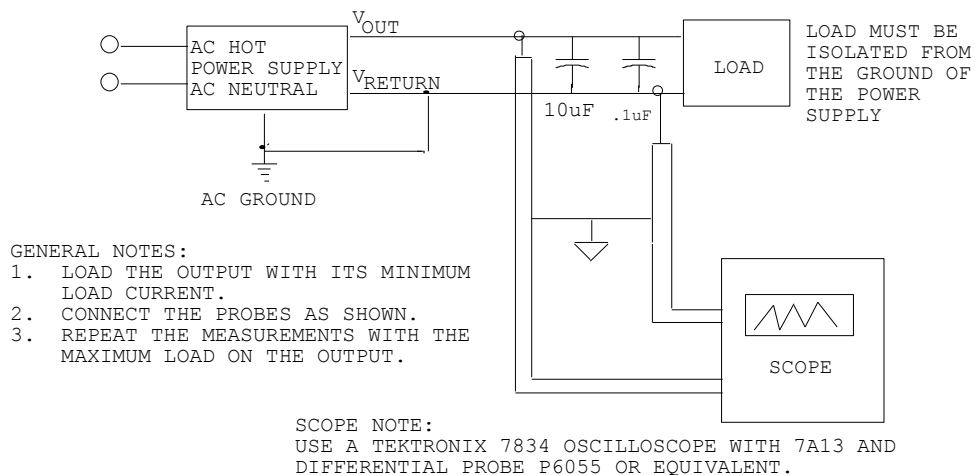 V OUT
AC HOT
POWER SUPPLY
AC NEUTRAL
V RETURN
10uF
.1uF
LOAD
LOAD MUST BE
ISOLATED FROM
THE GROUND OF
THE POWER
SUPPLY
AC GROUND
GENERAL NOTES:
1. LOAD THE OUTPUT WITH ITS MINIMUM
LOAD CURRENT.
2. CONNECT THE PROBES AS SHOWN.
3. REPEAT THE MEASUREMENTS WITH THE
MAXIMUM LOAD ON THE OUTPUT.
SCOPE
SCOPE NOTE:
USE A TEKTRONIX 7834 OSCILLOSCOPE WITH 7A13 AND
DIFFERENTIAL PROBE P6055 OR EQUIVALENT.